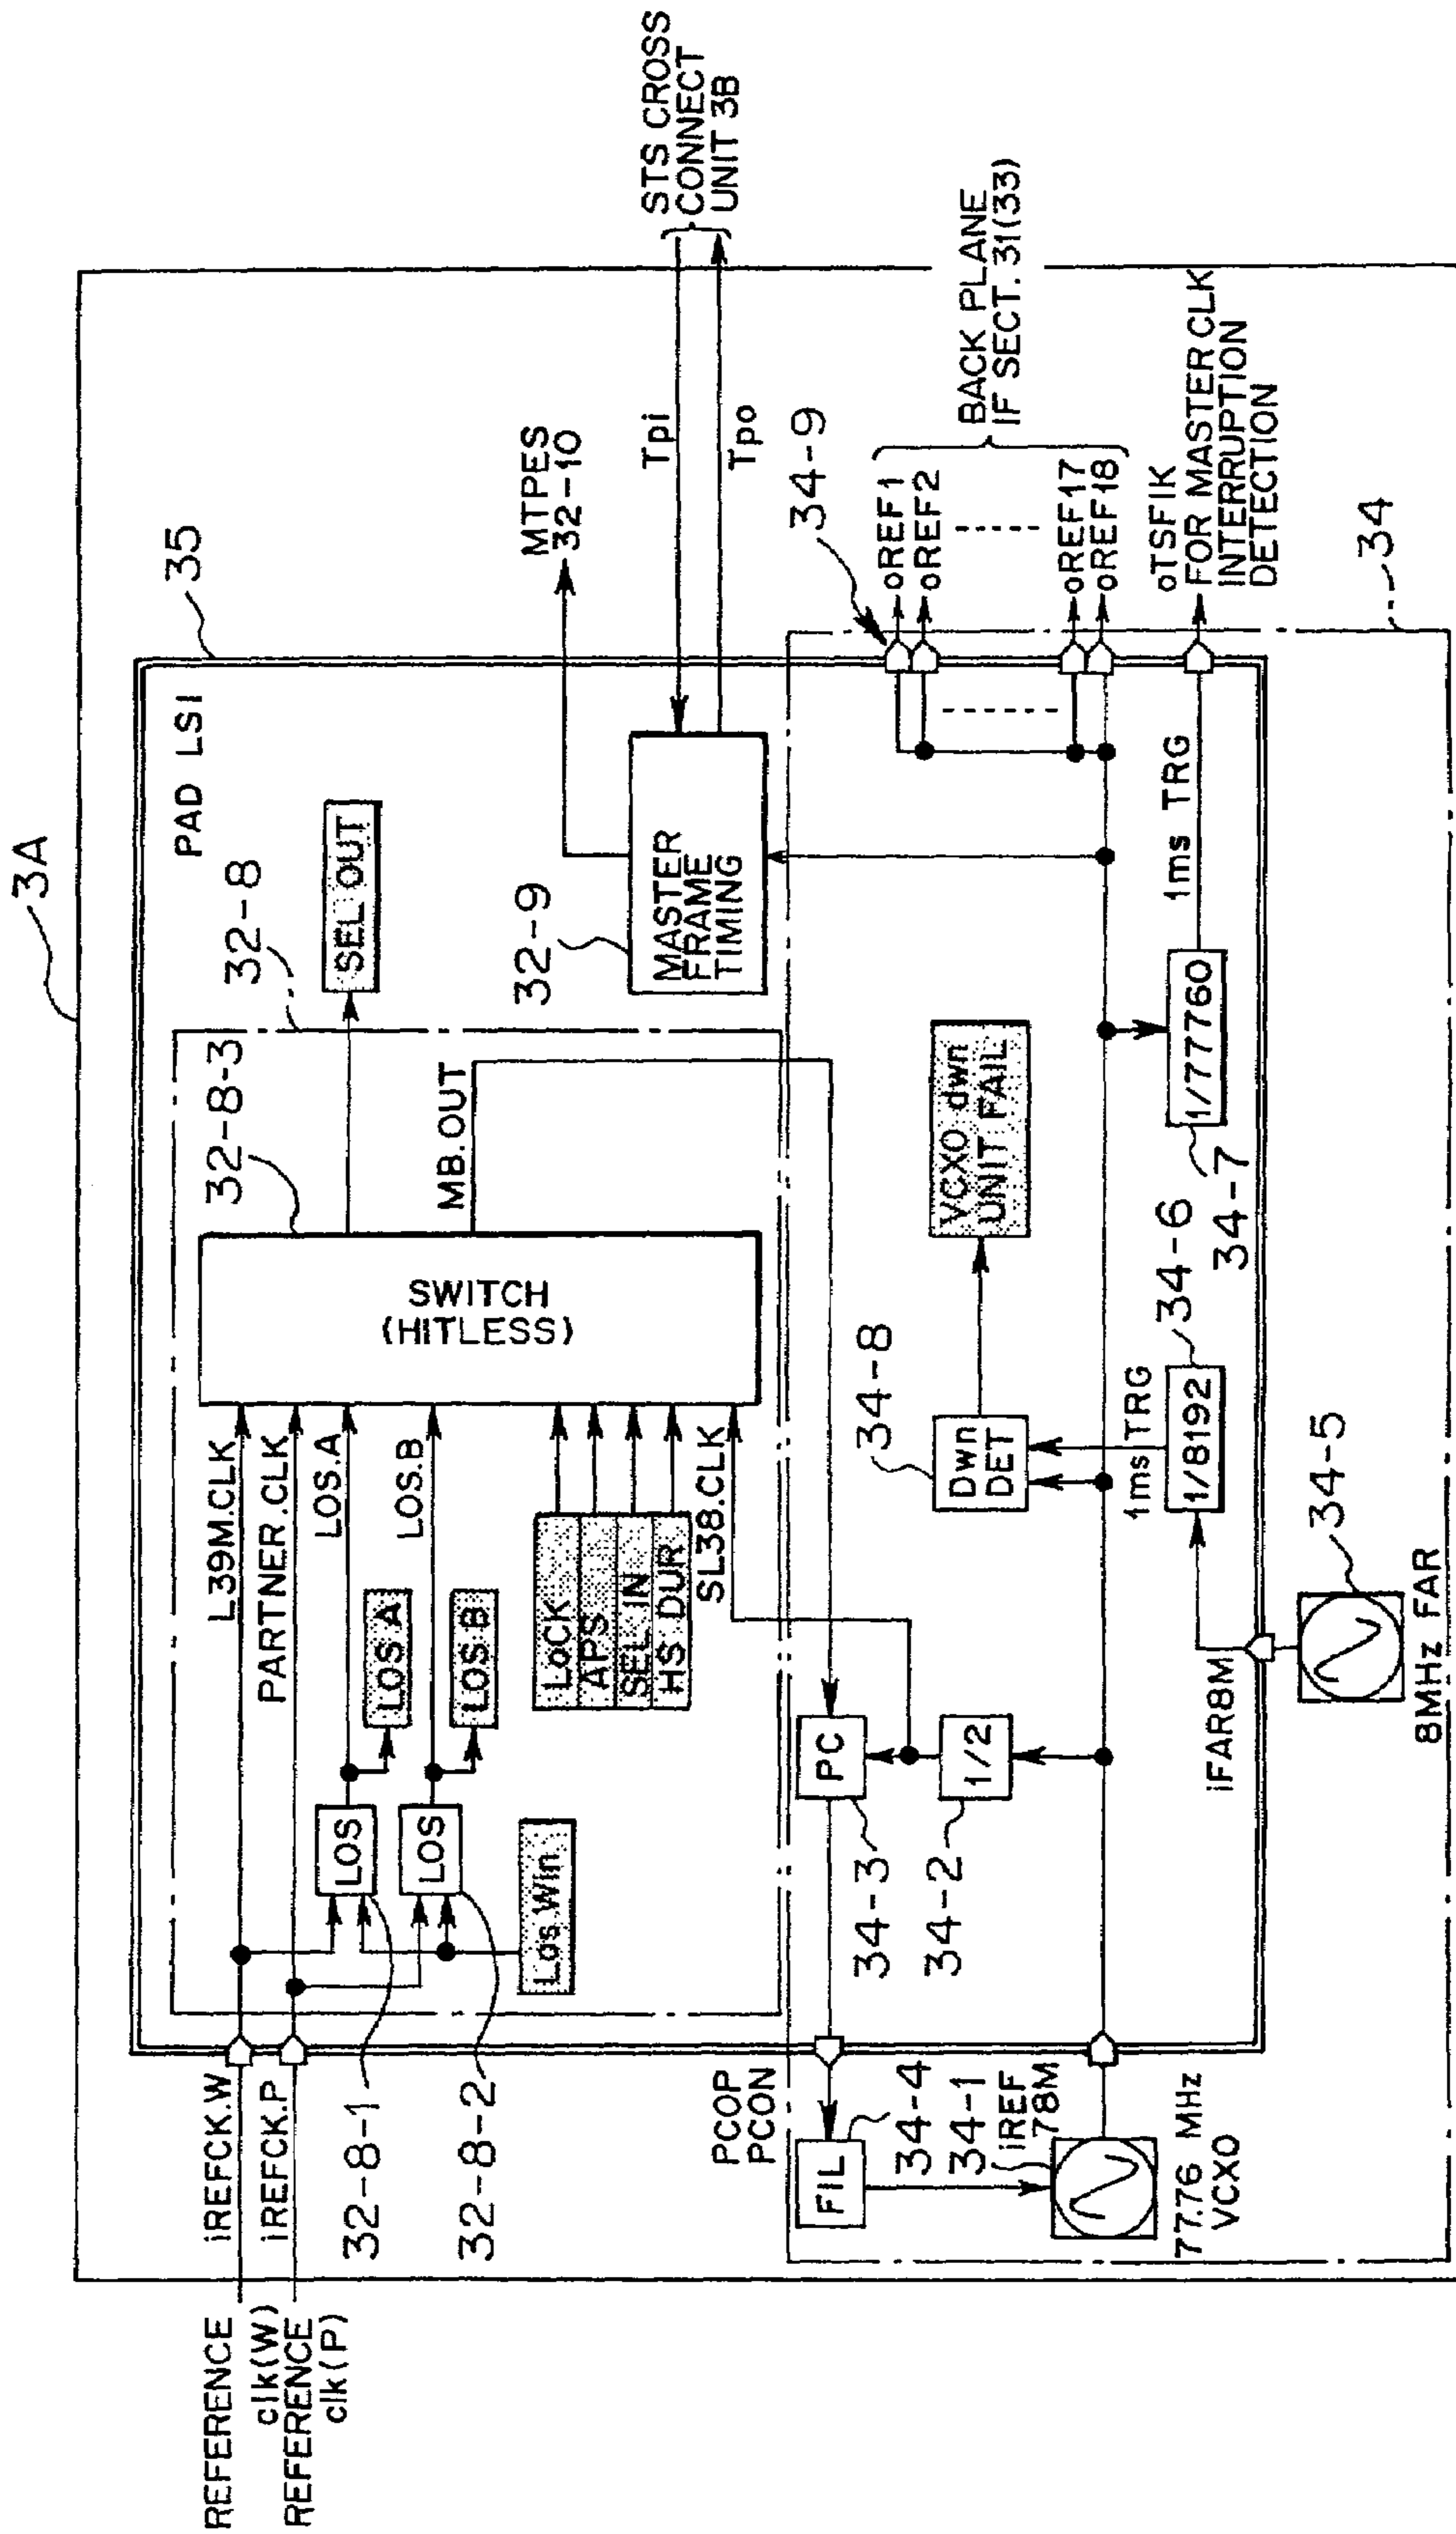 3A
35
PAD LSI
32-8
32-8-3
SEL OUT
REFERENCE
clk(W)
REFERENCE
clk(P)
iREFCK.W
iREFCK.P
L39M.CLK
PARTNER.CLK
LOS.A
LOS.B
LOS
LOS
LOS A
LOS B
Los Win
32-8-1
32-8-2
LOCK
APS
SEL IN
HS DUR
SL38.CLK
SWITCH
(HITLESS)
MB.OUT
32-9
MASTER
FRAME
TIMING
MTPES
32-10
Tpi
Tpo
STS CROSS
CONNECT
UNIT 3B
PCOP
PCON
FIL
34-4
34-1
iREF
78M
77.76 MHz
VCXO
PC
34-3
1/2
34-2
34-8
Dwn
DET
VCXO dwn
UNIT FAIL
1ms TRG
1/8192
34-6
iFAR8M
34-5
8MHz FAR
1/77760
34-7
1ms TRG
34-9
oREF1
oREF2
oREF17
oREF18
BACK PLANE
IF SECT. 31(33)
oTSF1K
FOR MASTER CLK
INTERRUPTION
DETECTION
34